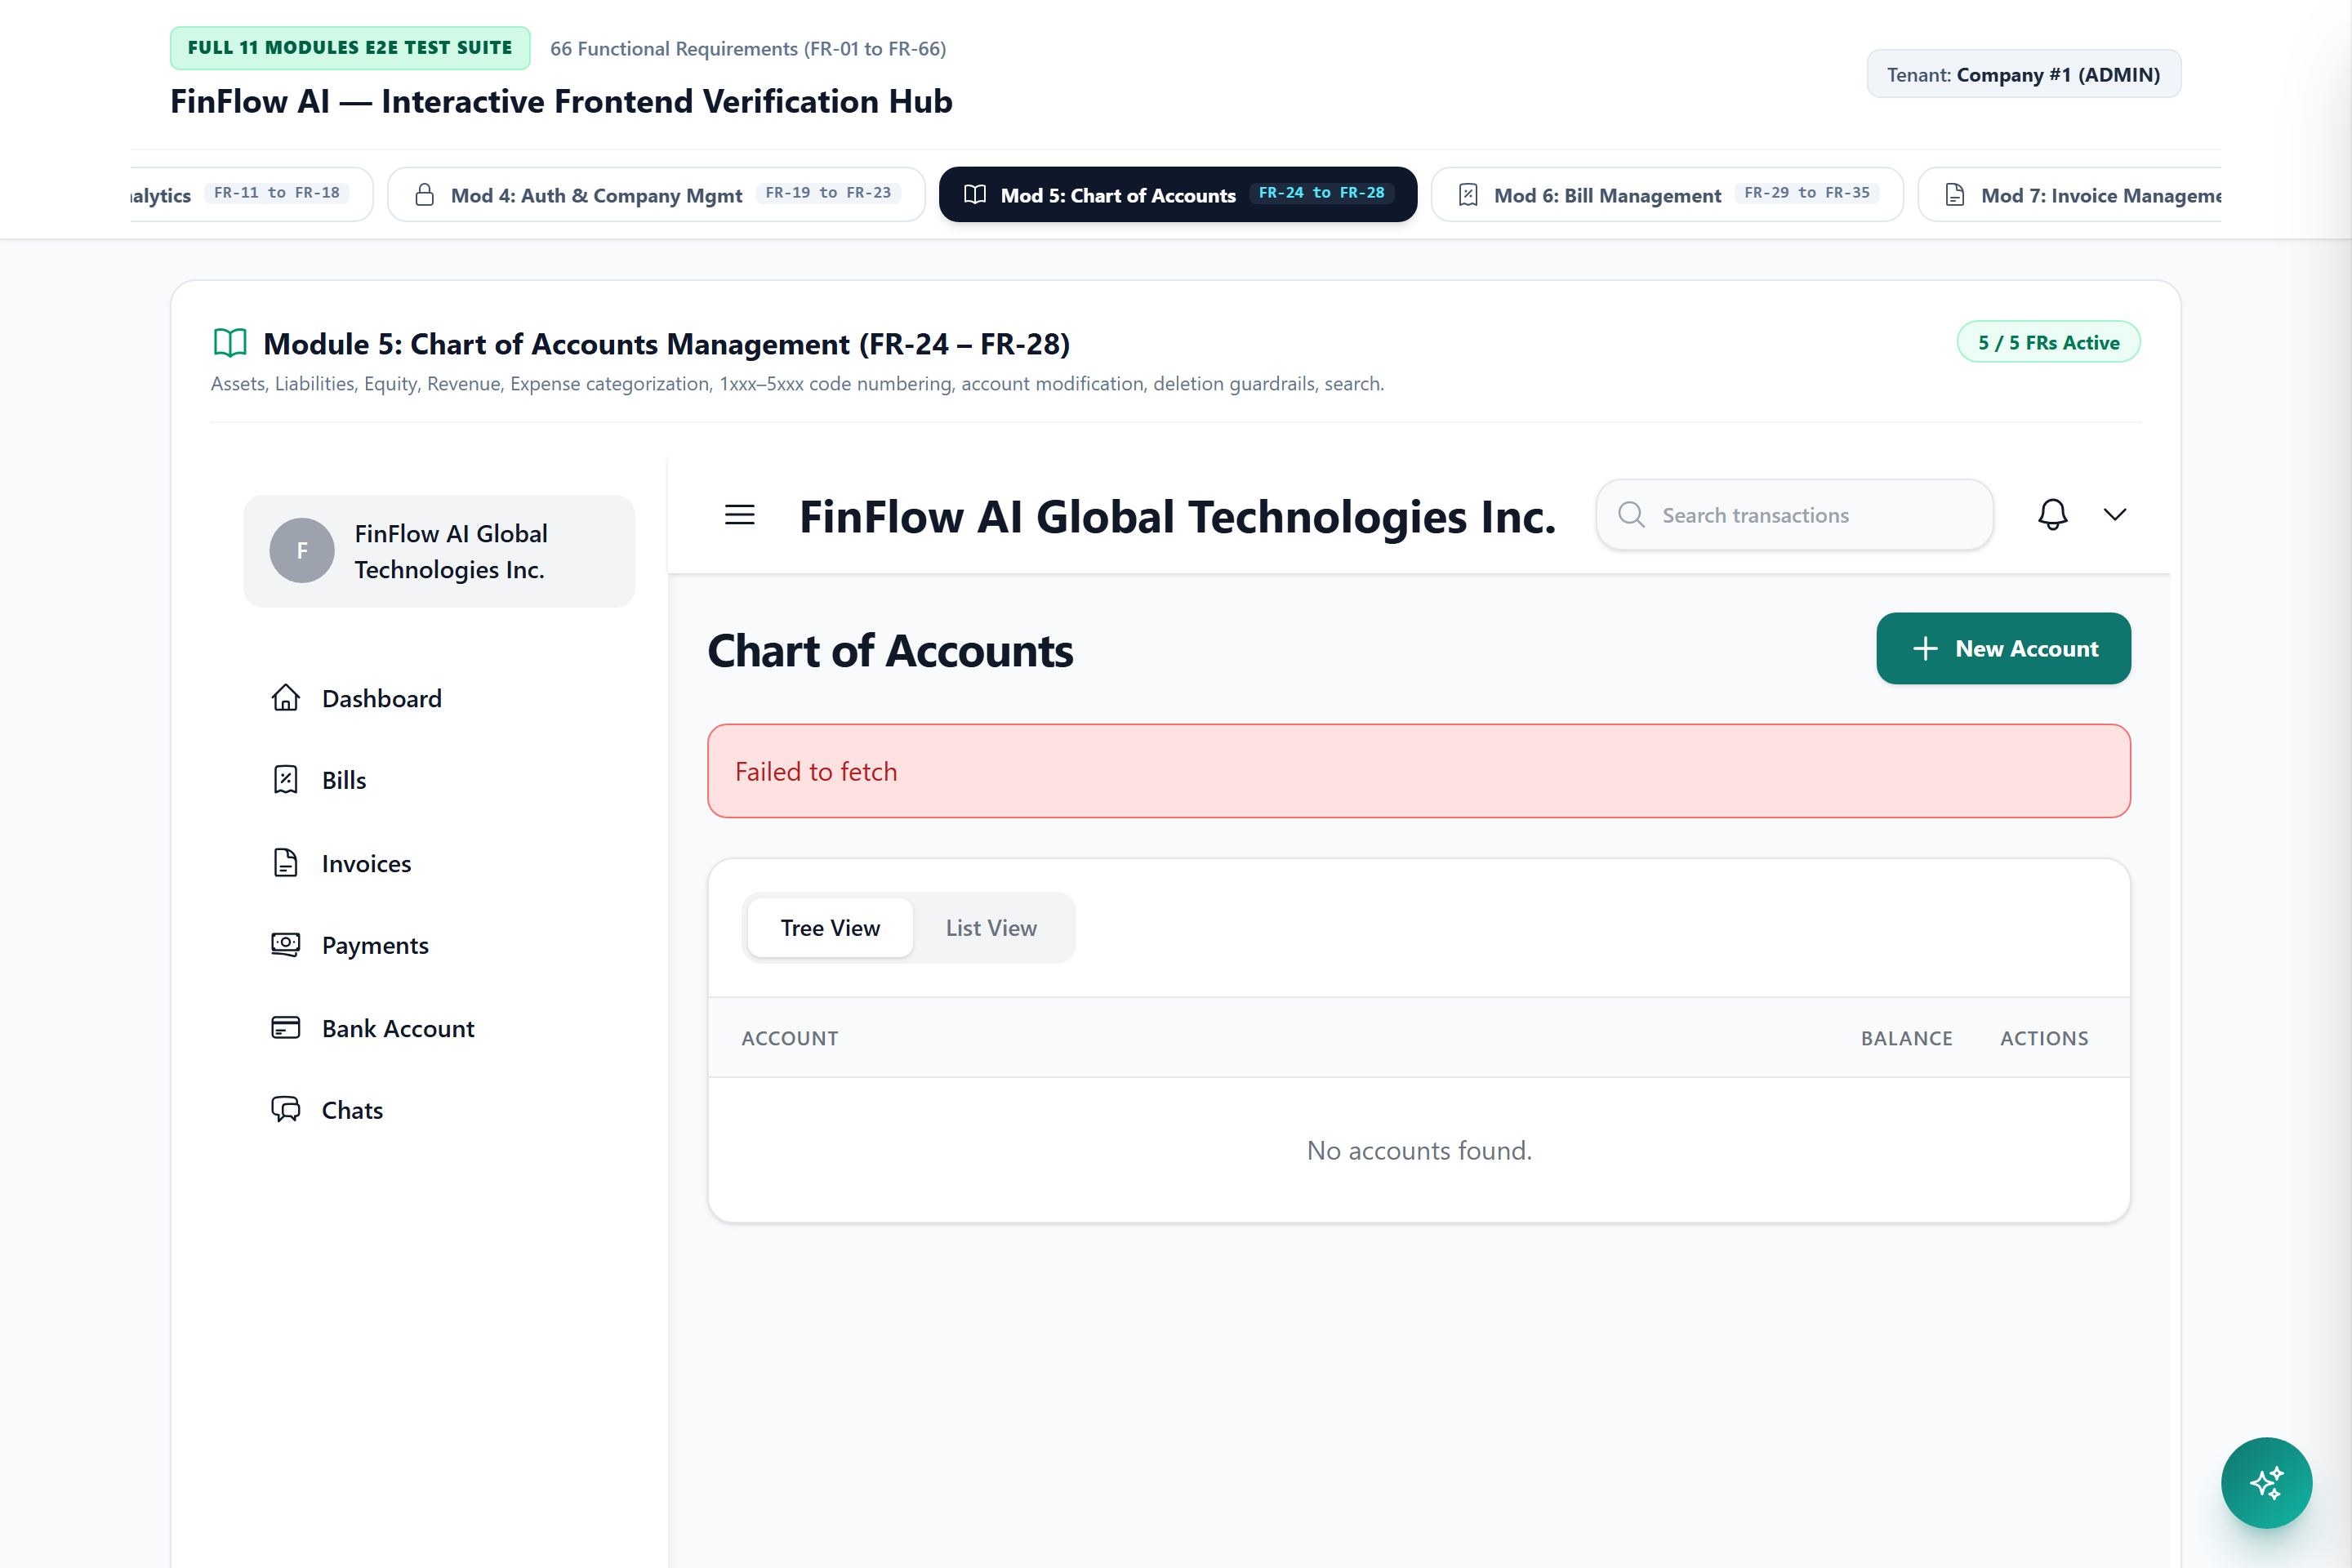 FULL 11 MODULES E2E TEST SUITE
66 Functional Requirements (FR-01 to FR-66)
FinFlow AI — Interactive Frontend Verification Hub
Tenant: Company #1 (ADMIN)
alytics FR-11 to FR-18
Mod 4: Auth & Company Mgmt FR-19 to FR-23
Mod 5: Chart of Accounts FR-24 to FR-28
Mod 6: Bill Management FR-29 to FR-35
Mod 7: Invoice Manageme
Module 5: Chart of Accounts Management (FR-24 – FR-28)
5 / 5 FRs Active
Assets, Liabilities, Equity, Revenue, Expense categorization, 1xxx–5xxx code numbering, account modification, deletion guardrails, search.
F
FinFlow AI Global
Technologies Inc.
Dashboard
Bills
Invoices
Payments
Bank Account
Chats
FinFlow AI Global Technologies Inc.
Search transactions
Chart of Accounts
New Account
Failed to fetch
Tree View
List View
ACCOUNT
BALANCE
ACTIONS
No accounts found.